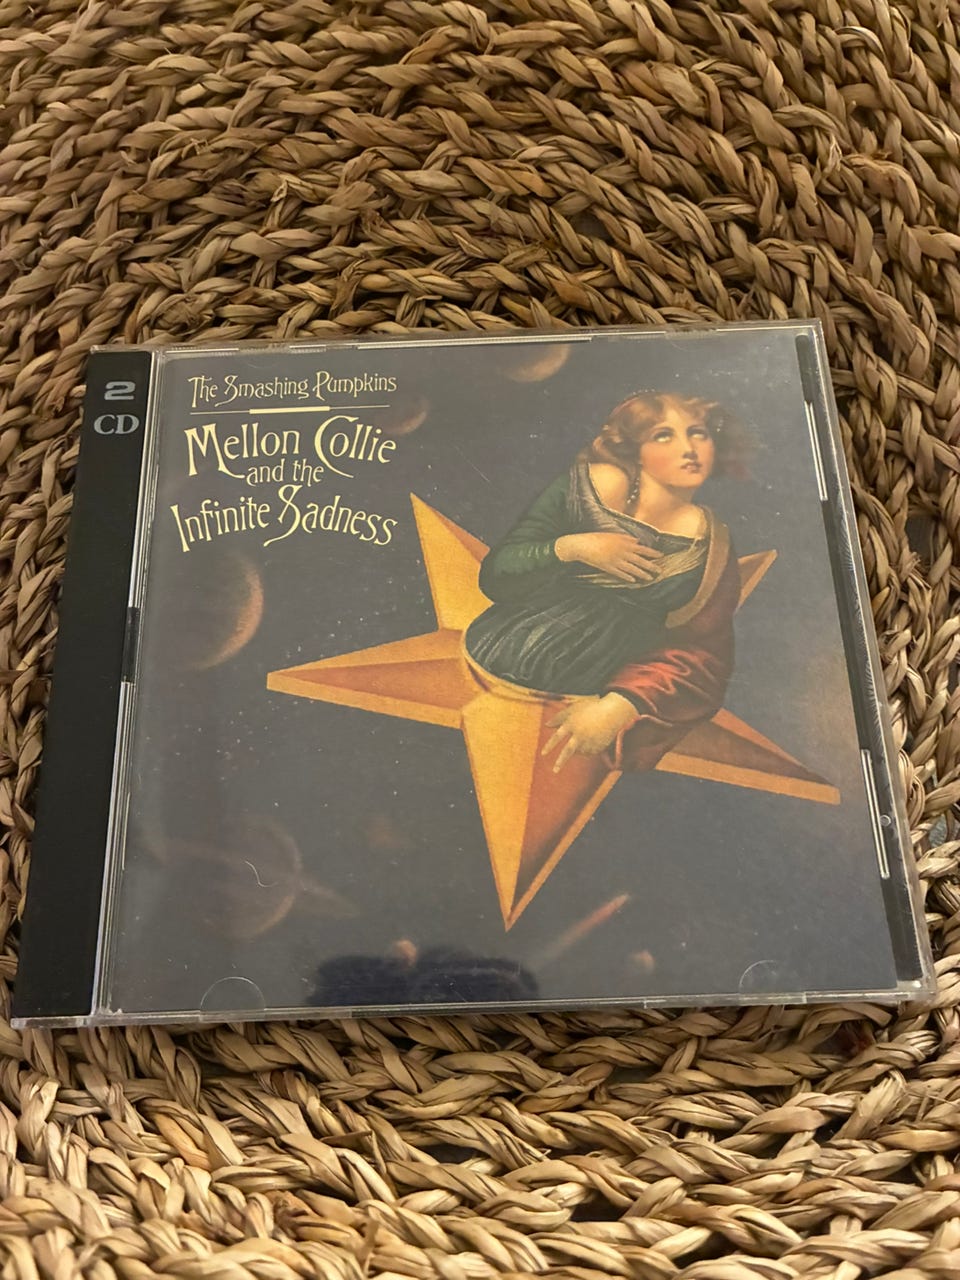 2
CD
The Smashing Pumpkins
Mellon Collie
and the
Infinite Sadness